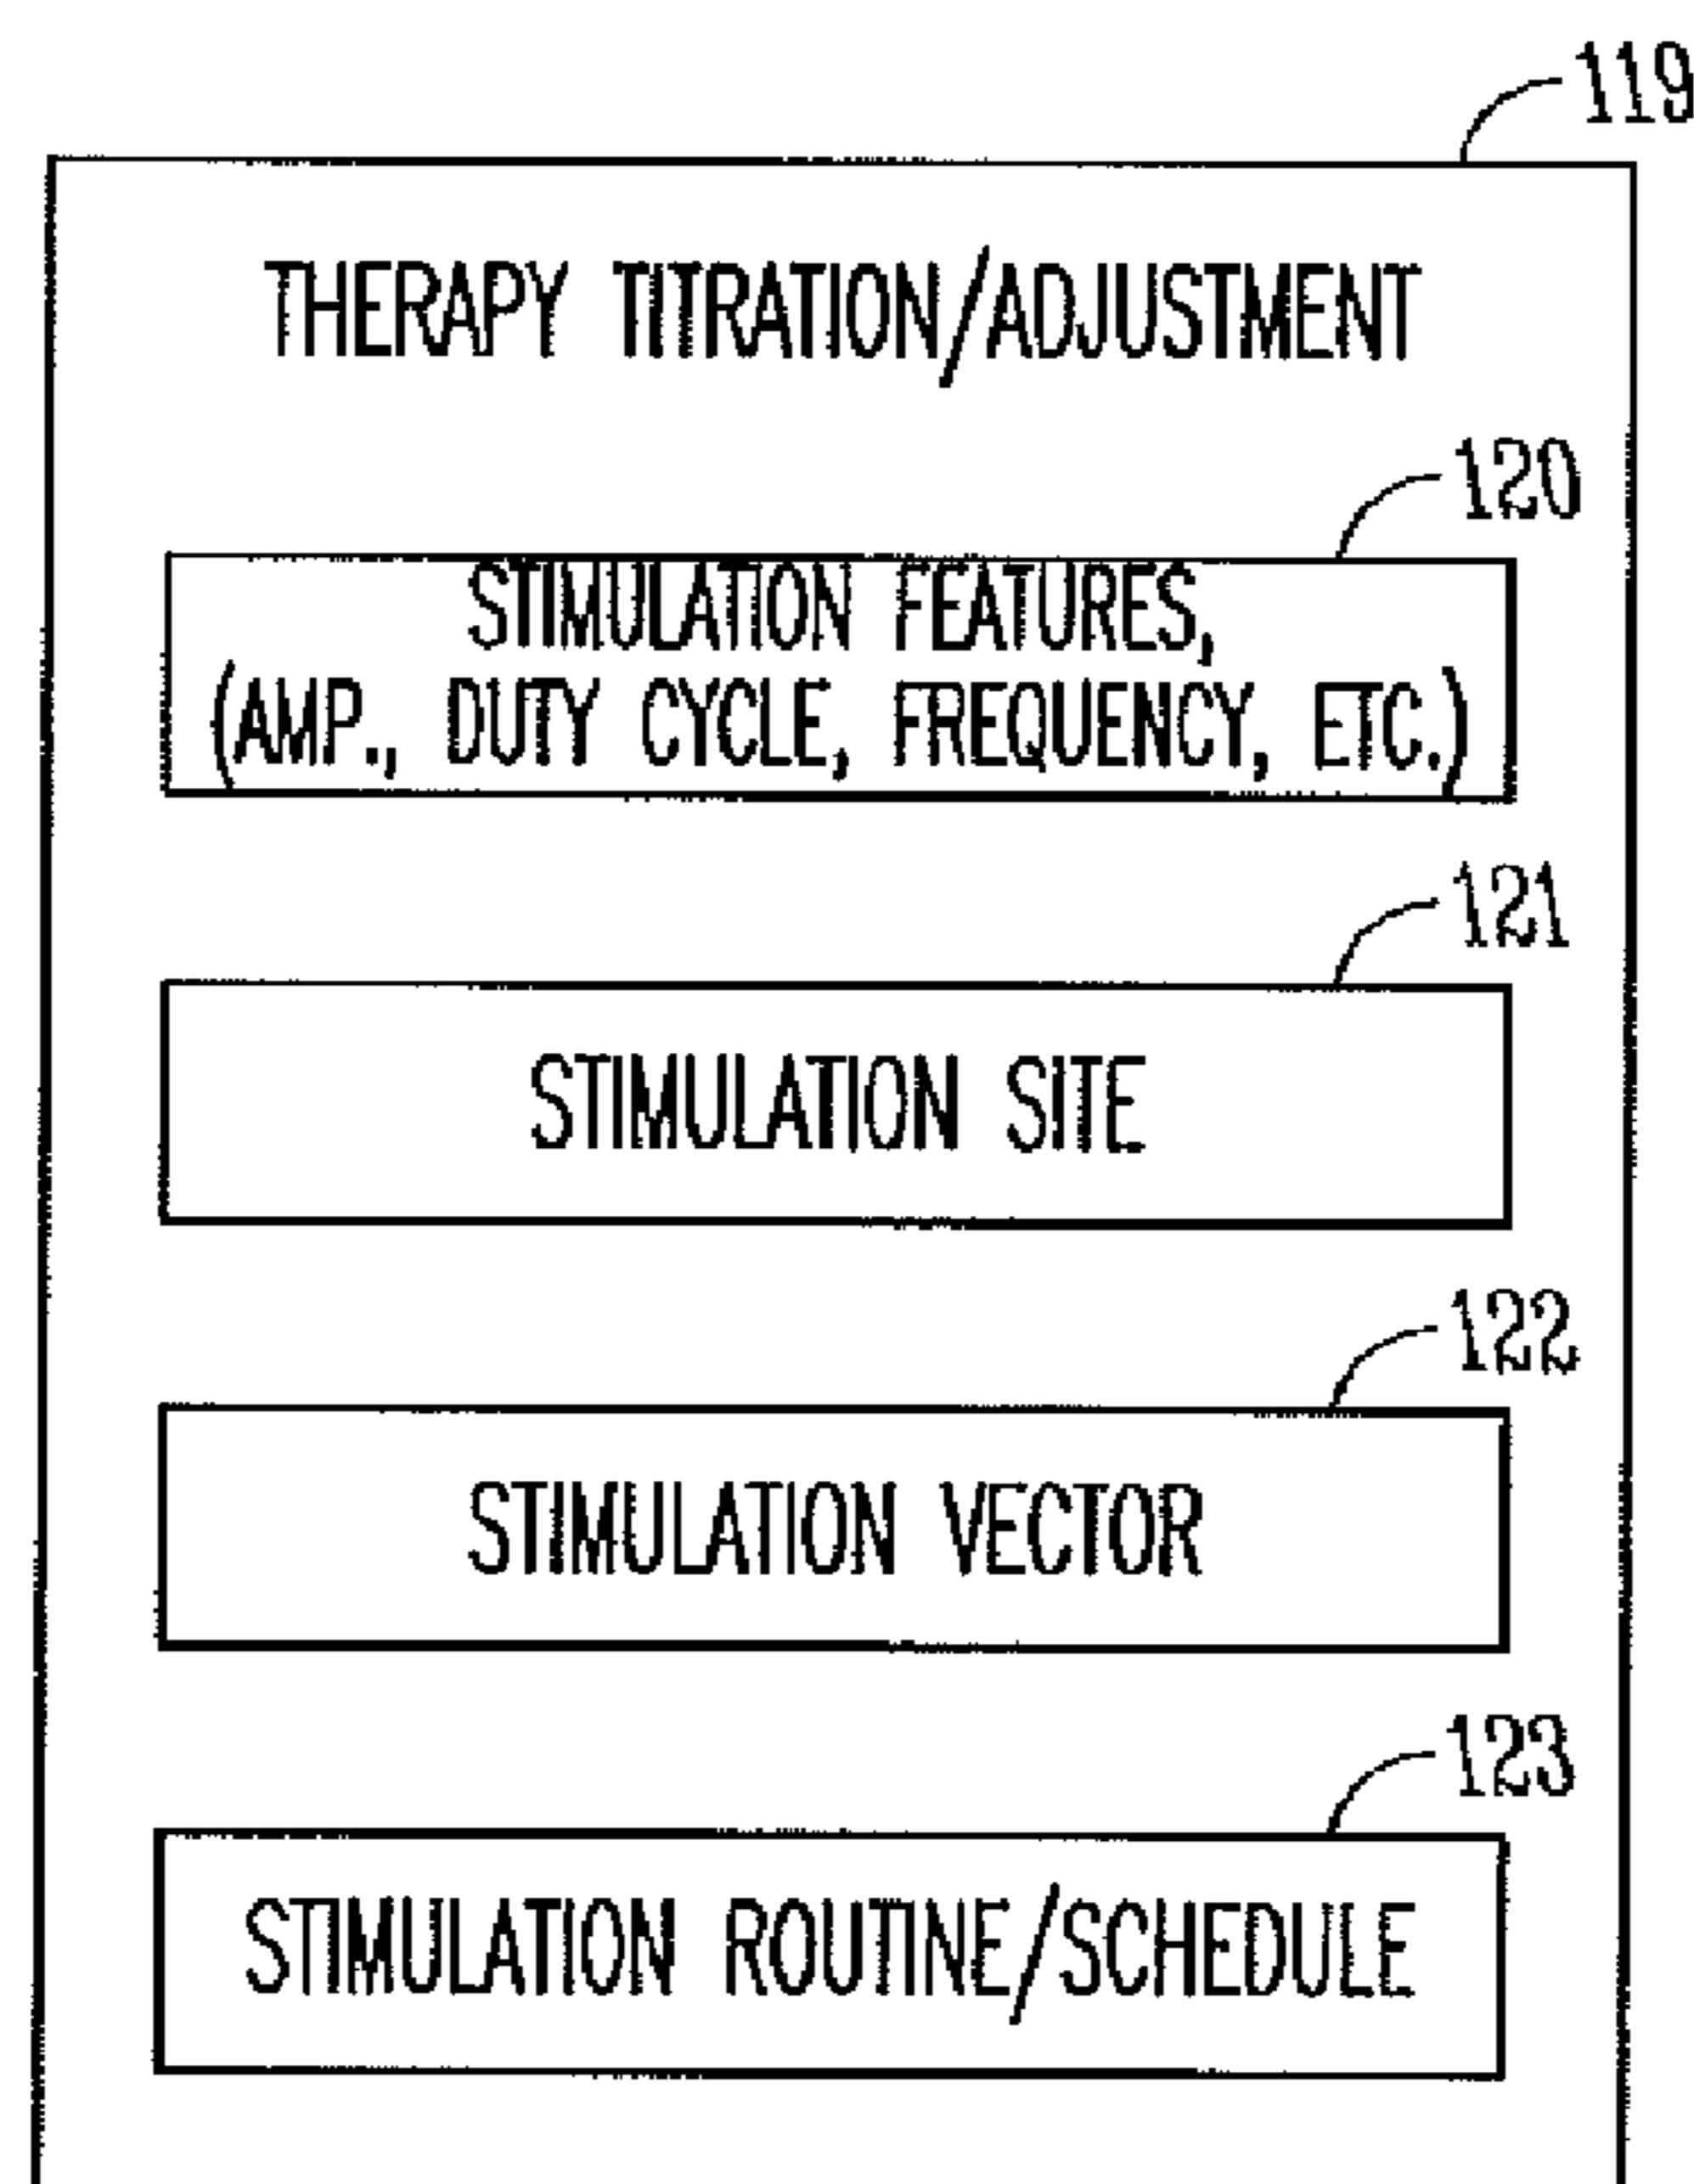 119
THERAPY TITRATION/ADJUSTMENT
120
STIMULATION FEATURES,
(AMP., DUTY CYCLE, FREQUENCY, ETC.)
121
STIMULATION SITE
122
STIMULATION VECTOR
123
STIMULATION ROUTINE/SCHEDULE